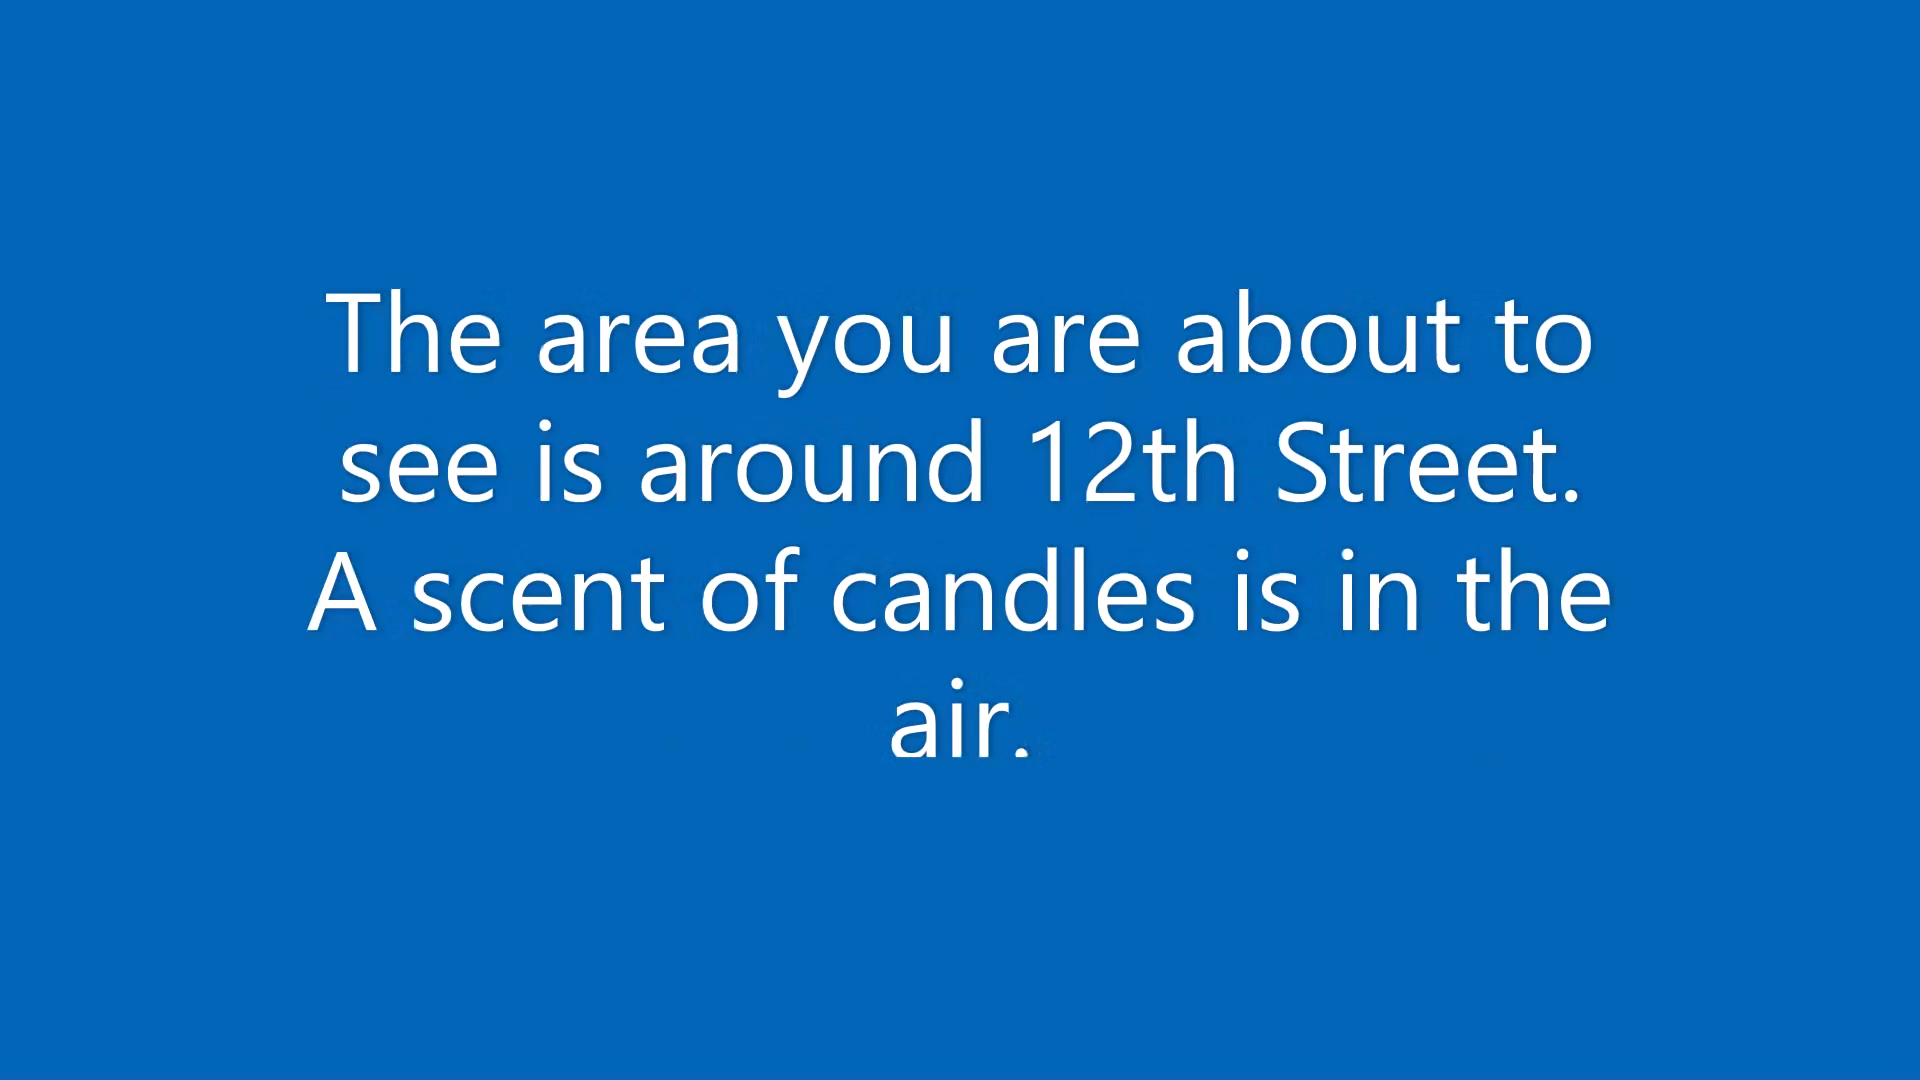 The area you are about to
see is around 12th Street.
A scent of candles is in the
air.